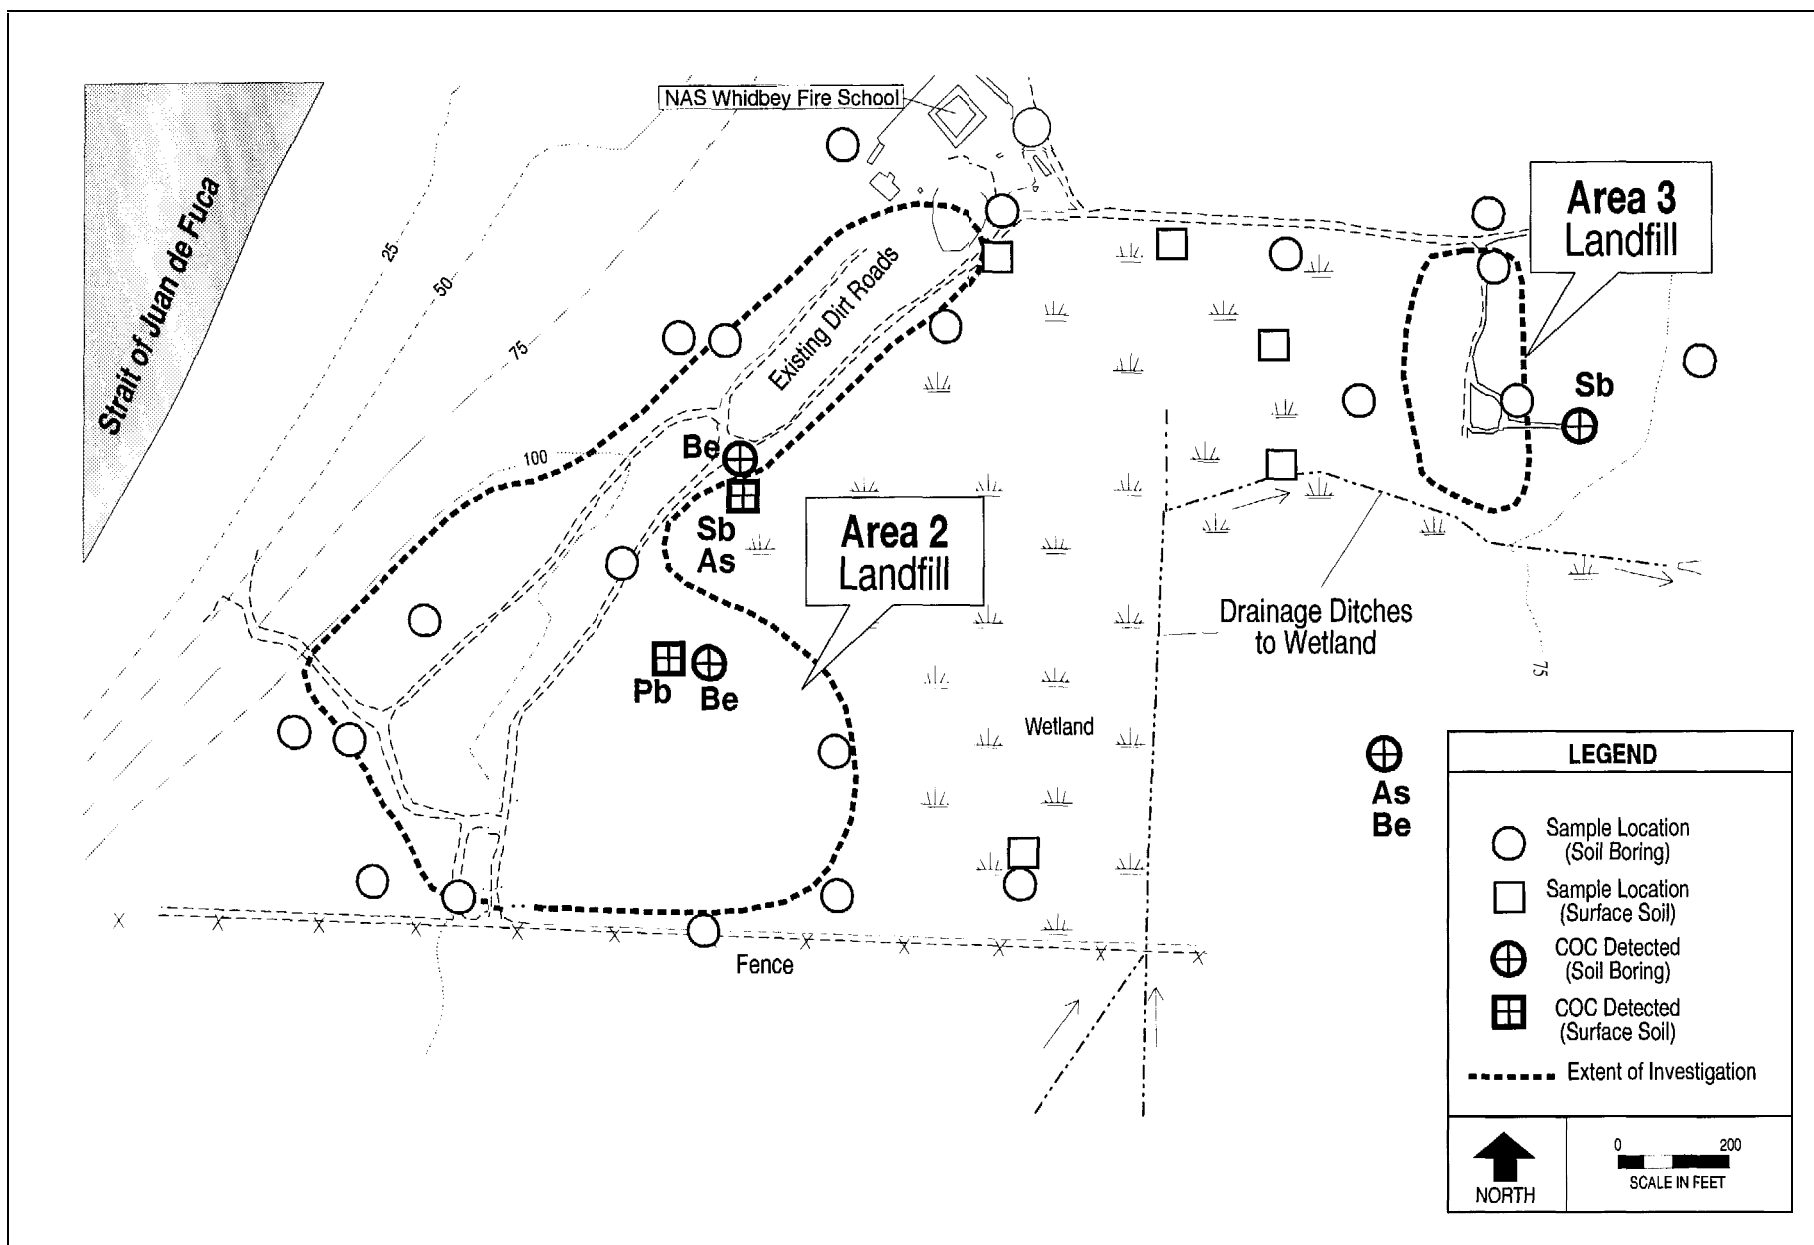 NAS Whidbey Fire School
Strait of Juan de Fuca
25
50
75
100
Existing Dirt Roads
Area 3
Landfill
Sb
Be
Sb
As
Area 2
Landfill
Pb
Be
Drainage Ditches
to Wetland
75
Wetland
As
Be
Fence
LEGEND
Sample Location
(Soil Boring)
Sample Location
(Surface Soil)
COC Detected
(Soil Boring)
COC Detected
(Surface Soil)
Extent of Investigation
NORTH
0 200
SCALE IN FEET